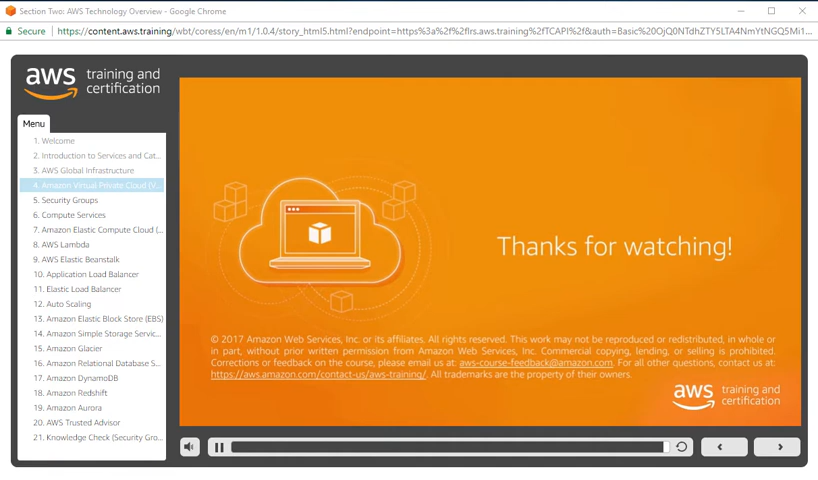 Section Two: AWS Technology Overview - Google Chrome
Secure https://content.aws.training/wbt/coress/en/m1/1.0.4/story_html5.html?endpoint=https%3a%2f%2flrs.aws.training%2fTCAPI%2f&auth=Basic%20OjQ0NTdhZTY5LTA4NmYtNGQ5Mi1...
aws training and
certification
Menu
1. Welcome
2. Introduction to Services and Cat...
3. AWS Global Infrastructure
4. Amazon Virtual Private Cloud (V...
5. Security Groups
6. Compute Services
7. Amazon Elastic Compute Cloud (...
8. AWS Lambda
9. AWS Elastic Beanstalk
10. Application Load Balancer
11. Elastic Load Balancer
12. Auto Scaling
13. Amazon Elastic Block Store (EBS)
14. Amazon Simple Storage Servic...
15. Amazon Glacier
16. Amazon Relational Database S...
17. Amazon DynamoDB
18. Amazon Redshift
19. Amazon Aurora
20. AWS Trusted Advisor
21. Knowledge Check (Security Gro...
Thanks for watching!
© 2017 Amazon Web Services, Inc. or its affiliates. All rights reserved. This work may not be reproduced or redistributed, in whole or
in part, without prior written permission from Amazon Web Services, Inc. Commercial copying, lending, or selling is prohibited.
Corrections or feedback on the course, please email us at: aws-course-feedback@amazon.com. For all other questions, contact us at:
https://aws.amazon.com/contact-us/aws-training/. All trademarks are the property of their owners.
aws training and
certification